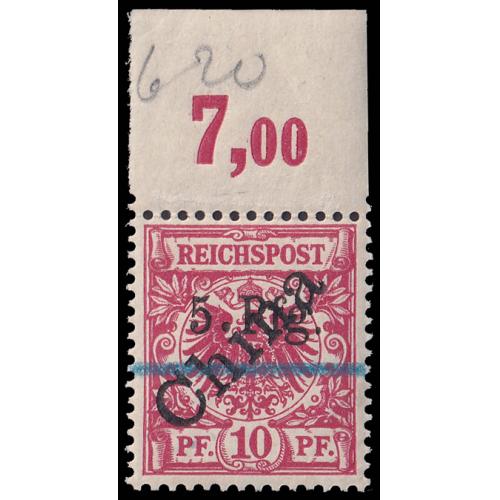 620
7,00
REICHSPOST
5. Pfg.
China
PF. 10 PF.